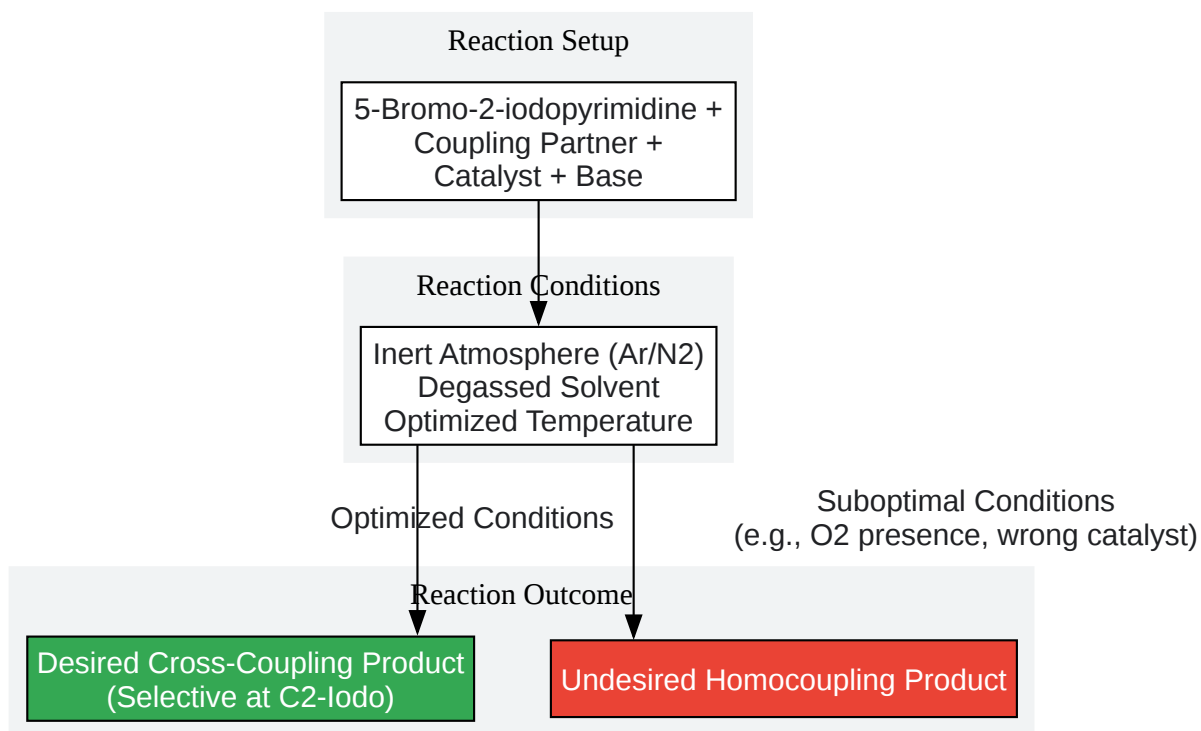 Reaction Setup
5-Bromo-2-iodopyrimidine +
Coupling Partner +
Catalyst + Base
Reaction Conditions
Inert Atmosphere (Ar/N2)
Degassed Solvent
Optimized Temperature
Optimized Conditions
Suboptimal Conditions
(e.g., O2 presence, wrong catalyst)
Reaction Outcome
Desired Cross-Coupling Product
(Selective at C2-Iodo)
Undesired Homocoupling Product